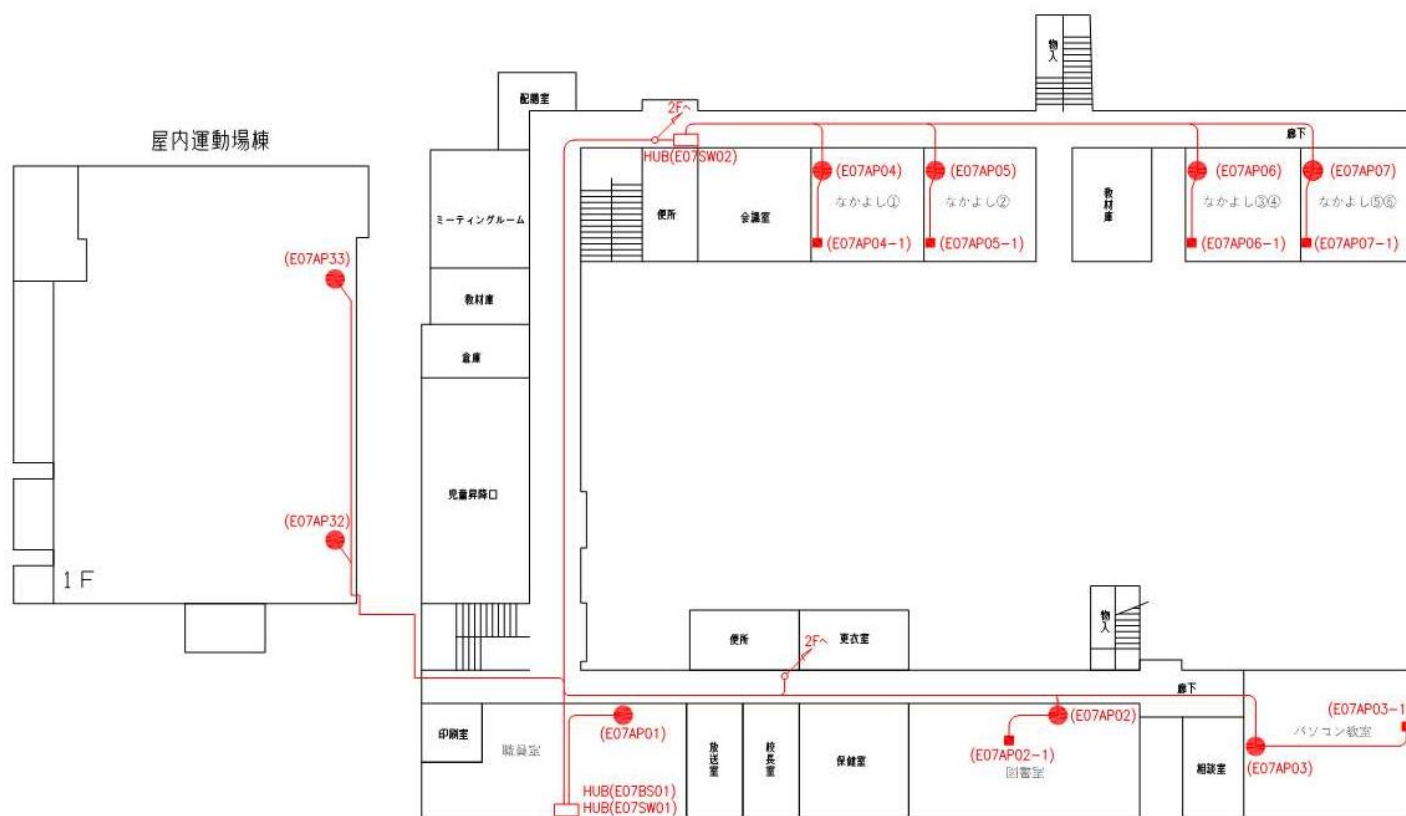 物入
配膳室
2Fへ
屋内運動場棟
廊下
HUB(E07SW02)
(E07AP04)
(E07AP05)
(E07AP06)
(E07AP07)
ミーティングルーム
便所
会議室
なかよし①
なかよし②
教材庫
なかよし③④
なかよし⑤⑥
(E07AP04-1)
(E07AP05-1)
(E07AP06-1)
(E07AP07-1)
(E07AP33)
教材庫
倉庫
児童昇降口
(E07AP32)
1F
便所
2Fへ
更衣室
物入
廊下
(E07AP03-1
(E07AP01)
(E07AP02)
印刷室
職員室
放送室
校長室
保健室
(E07AP02-1)
図書室
相談室
パソコン教室
(E07AP03)
HUB(E07BS01)
HUB(E07SW01)